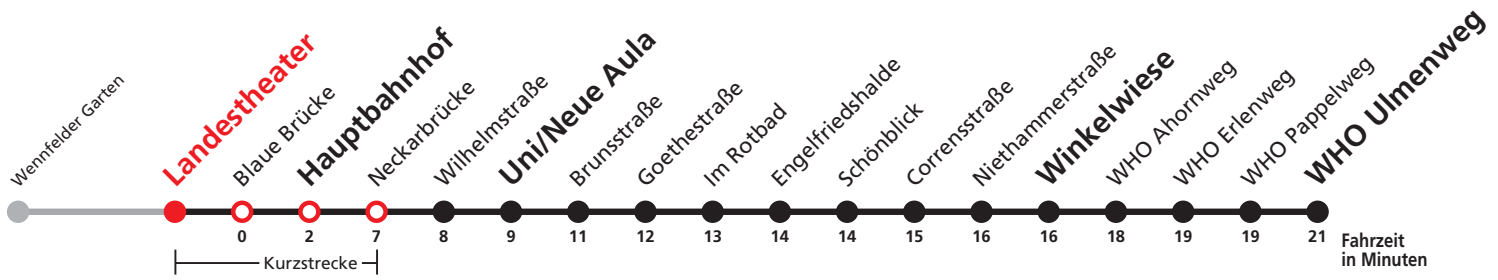 Wennfelder Garten
Landestheater
Blaue Brücke
Hauptbahnhof
Neckarbrücke
Wilhelmstraße
Uni/Neue Aula
Brunsstraße
Goethestraße
Im Rotbad
Engelfriedshalde
Schönblick
Corrensstraße
Niethammerstraße
Winkelwiese
WHO Ahornweg
WHO Erlenweg
WHO Pappelweg
WHO Ulmenweg
0 2 7 8 9 11 12 13 14 14 15 16 16 18 19 19 21
Fahrzeit
in Minuten
Kurzstrecke